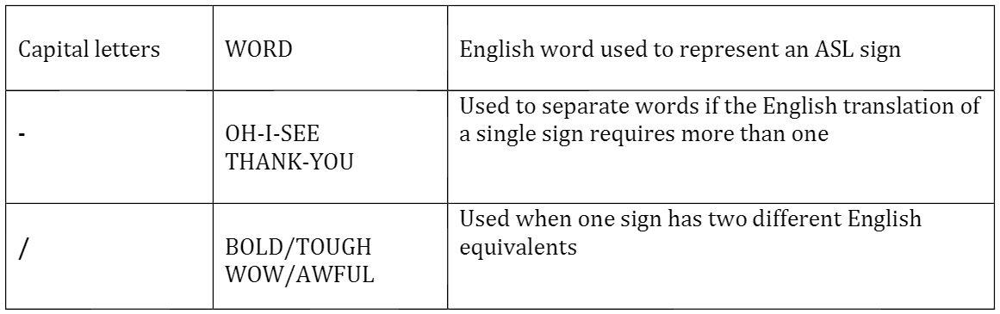 Capital letters WORD English word used to represent an ASL sign
Used to separate words if the English translation of
- OH-I-SEE a single sign requires more than one
THANK-YOU
Used when one sign has two different English
/ BOLD/TOUGH equivalents
WOW/AWFUL